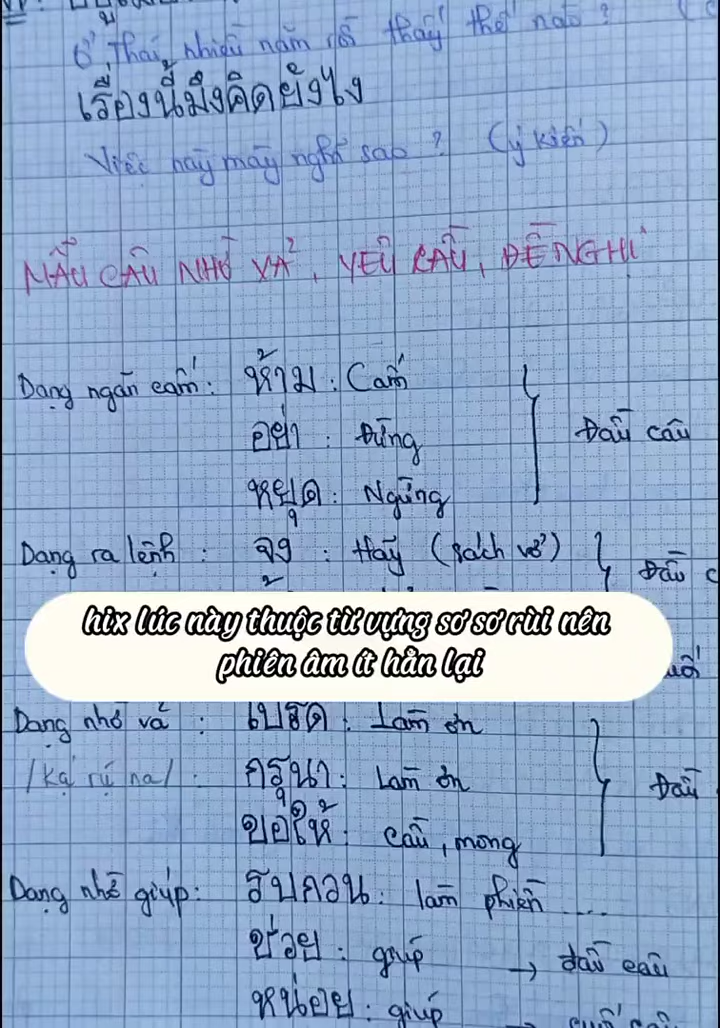 Ở Thái nhiều năm rồi thấy thế nào ?
เรื่องนี้มึงคิดยังไง
Việc này mày nghĩ sao ? (ý kiến)
MẪU CÂU NHỜ VẢ, YÊU CẦU, ĐỀ NGHỊ
Dạng ngăn cấm : ห้าม : Cấm
อย่า : Đừng
Đầu câu
หยุด : Ngừng
Dạng ra lệnh : จง : Hãy (sách vở)
Đầu c
hix lúc này thuộc từ vựng sơ sơ rùi nên
phiên âm ít hẳn lại
Dạng nhờ vả : โปรด : Làm ơn
/kạ rú na/ : กรุณา : Làm ơn
Đầu
ขอให้ : Cầu, mong
Dạng nhờ giúp : รบกวน : làm phiền ...
ช่วย : giúp → đầu câu
หน่อย : giúp